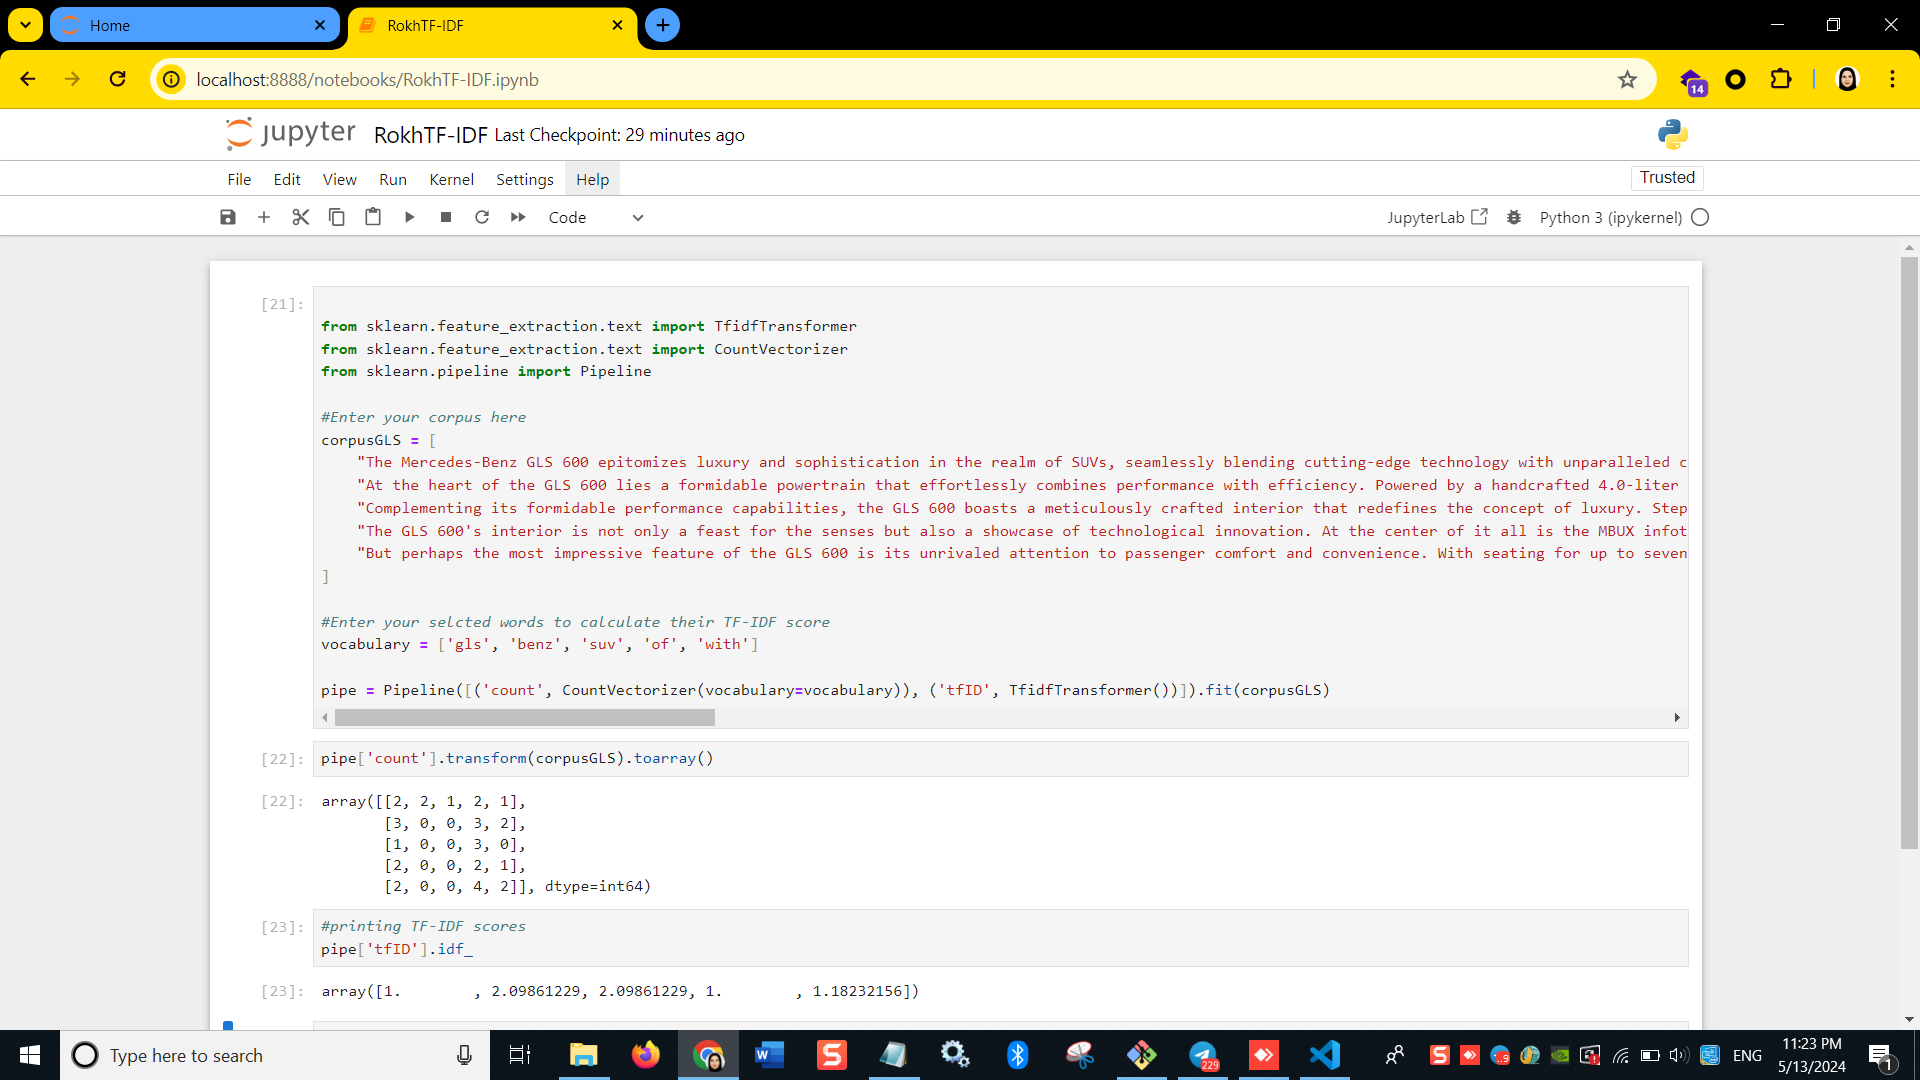 Home
RokhTF-IDF
localhost:8888/notebooks/RokhTF-IDF.ipynb
14
jupyter RokhTF-IDF Last Checkpoint: 29 minutes ago
File Edit View Run Kernel Settings Help
Trusted
Code
JupyterLab Python 3 (ipykernel)
[21]:
from sklearn.feature_extraction.text import TfidfTransformer
from sklearn.feature_extraction.text import CountVectorizer
from sklearn.pipeline import Pipeline
#Enter your corpus here
corpusGLS = [
"The Mercedes-Benz GLS 600 epitomizes luxury and sophistication in the realm of SUVs, seamlessly blending cutting-edge technology with unparalleled c
"At the heart of the GLS 600 lies a formidable powertrain that effortlessly combines performance with efficiency. Powered by a handcrafted 4.0-liter
"Complementing its formidable performance capabilities, the GLS 600 boasts a meticulously crafted interior that redefines the concept of luxury. Step
"The GLS 600's interior is not only a feast for the senses but also a showcase of technological innovation. At the center of it all is the MBUX infot
"But perhaps the most impressive feature of the GLS 600 is its unrivaled attention to passenger comfort and convenience. With seating for up to seven
]
#Enter your selcted words to calculate their TF-IDF score
vocabulary = ['gls', 'benz', 'suv', 'of', 'with']
pipe = Pipeline([('count', CountVectorizer(vocabulary=vocabulary)), ('tfID', TfidfTransformer())]).fit(corpusGLS)
[22]: pipe['count'].transform(corpusGLS).toarray()
[22]: array([[2, 2, 1, 2, 1],
[3, 0, 0, 3, 2],
[1, 0, 0, 3, 0],
[2, 0, 0, 2, 1],
[2, 0, 0, 4, 2]], dtype=int64)
[23]: #printing TF-IDF scores
pipe['tfID'].idf_
[23]: array([1. , 2.09861229, 2.09861229, 1. , 1.18232156])
Type here to search
229
ENG
11:23 PM
5/13/2024
1